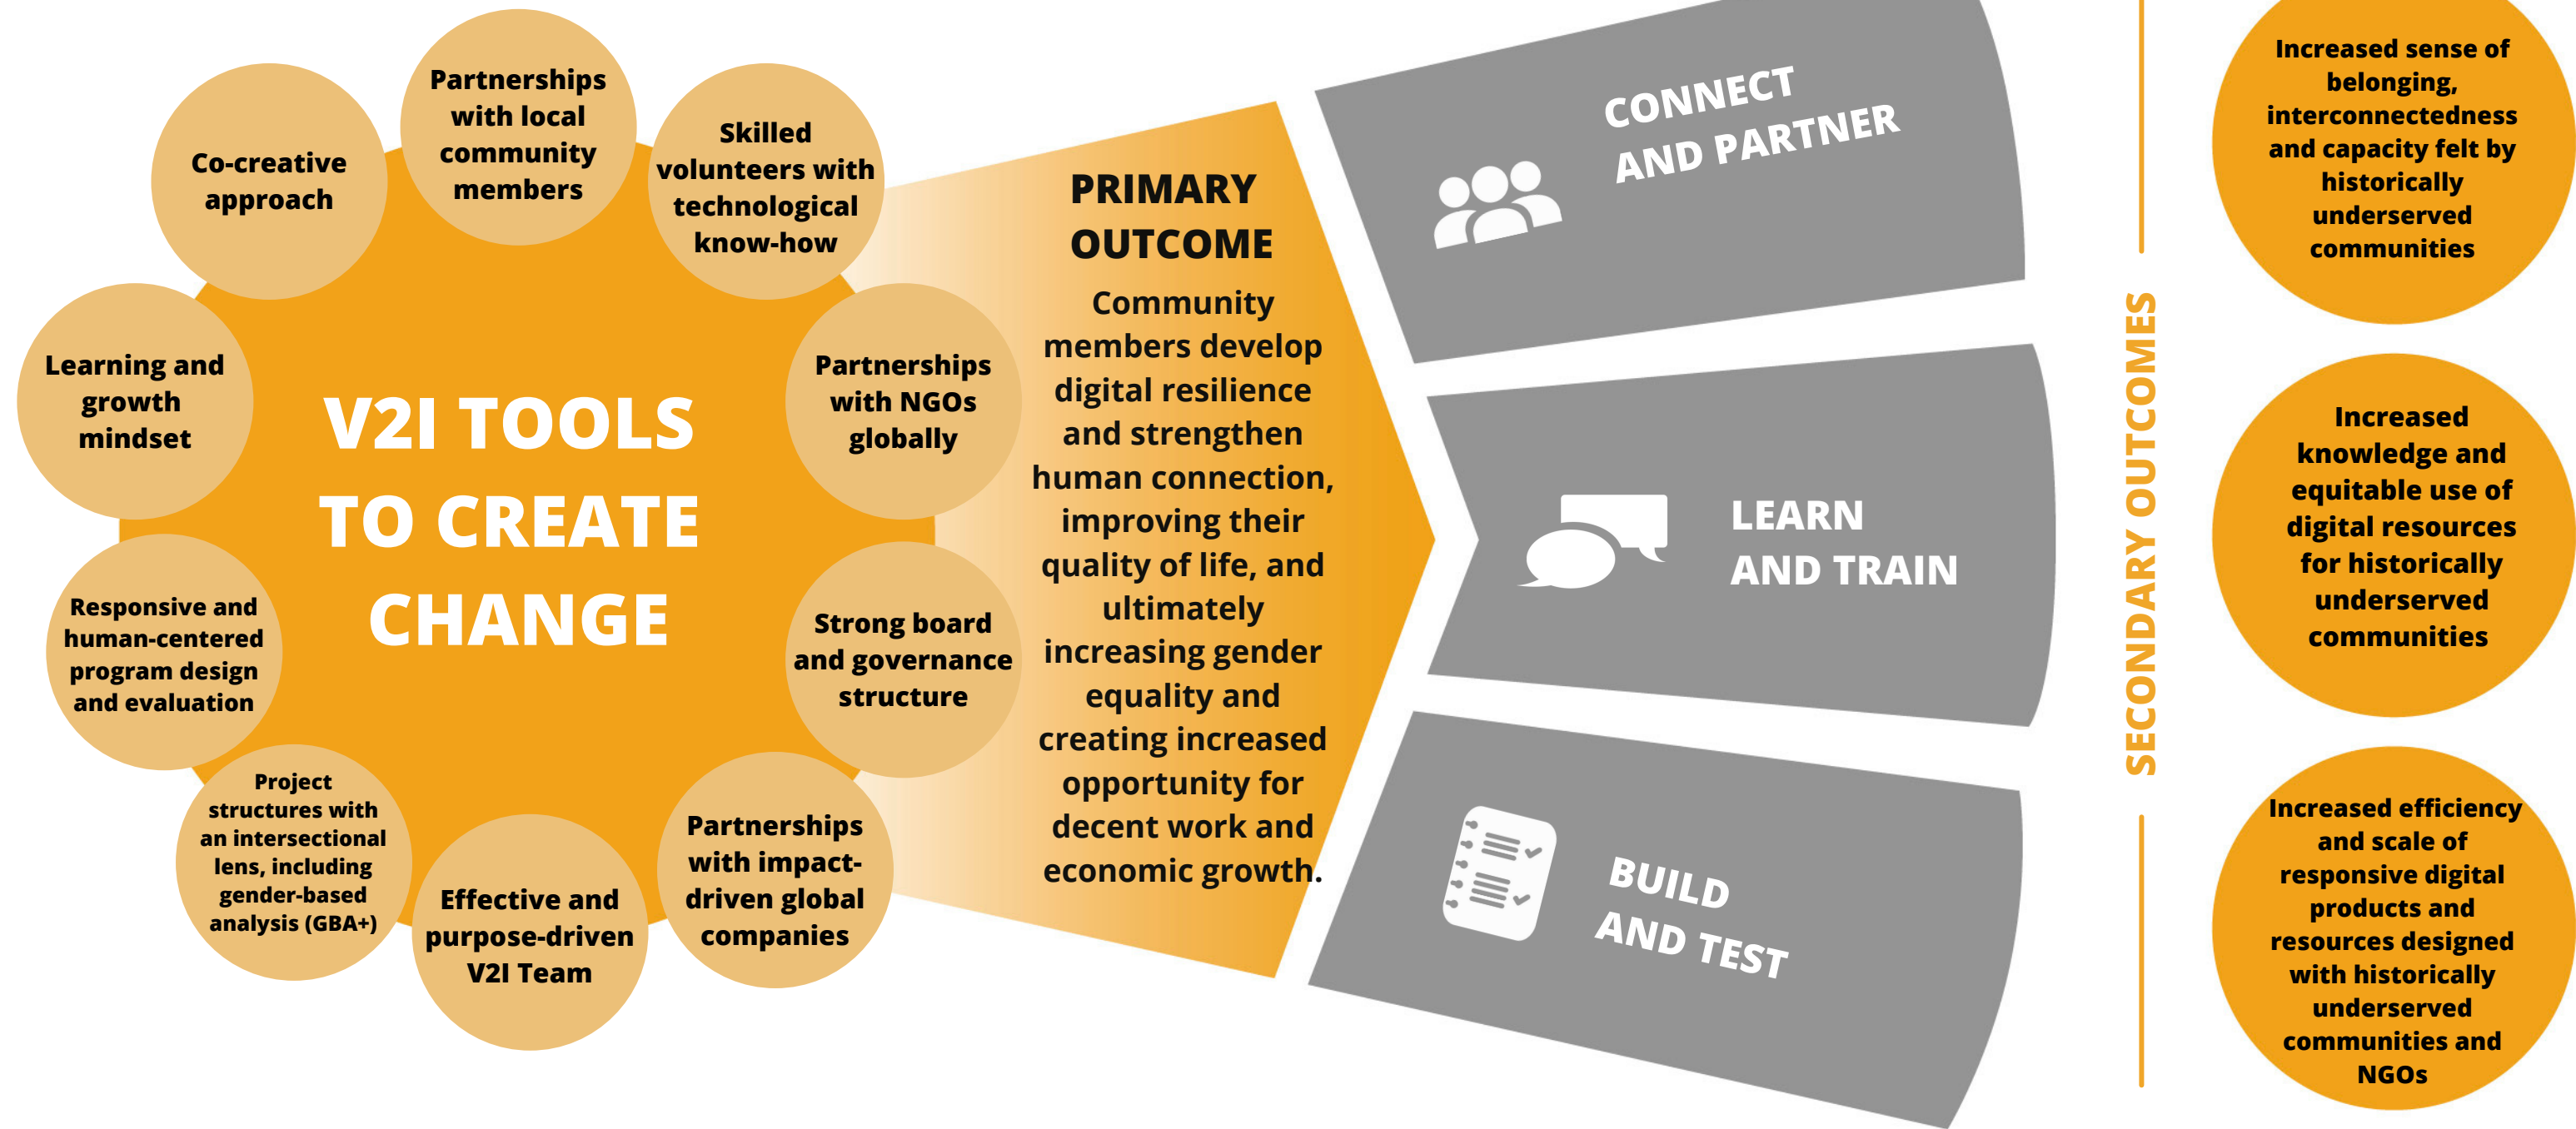 Partnerships
with local
community
members
Skilled
volunteers with
technological
know-how
Partnerships
with NGOs
globally
Strong board
and governance
structure
Partnerships
with impact-
driven global
companies
Effective and
purpose-driven
V2I Team
Project
structures with
an intersectional
lens, including
gender-based
analysis (GBA+)
Responsive and
human-centered
program design
and evaluation
Learning and
growth
mindset
Co-creative
approach
V2I TOOLS
TO CREATE
CHANGE
PRIMARY
OUTCOME
Community
members develop
digital resilience
and strengthen
human connection,
improving their
quality of life, and
ultimately
increasing gender
equality and
creating increased
opportunity for
decent work and
economic growth.
CONNECT
AND PARTNER
LEARN
AND TRAIN
BUILD
AND TEST
SECONDARY OUTCOMES
Increased sense of
belonging,
interconnectedness
and capacity felt by
historically
underserved
communities
Increased
knowledge and
equitable use of
digital resources
for historically
underserved
communities
Increased efficiency
and scale of
responsive digital
products and
resources designed
with historically
underserved
communities and
NGOs